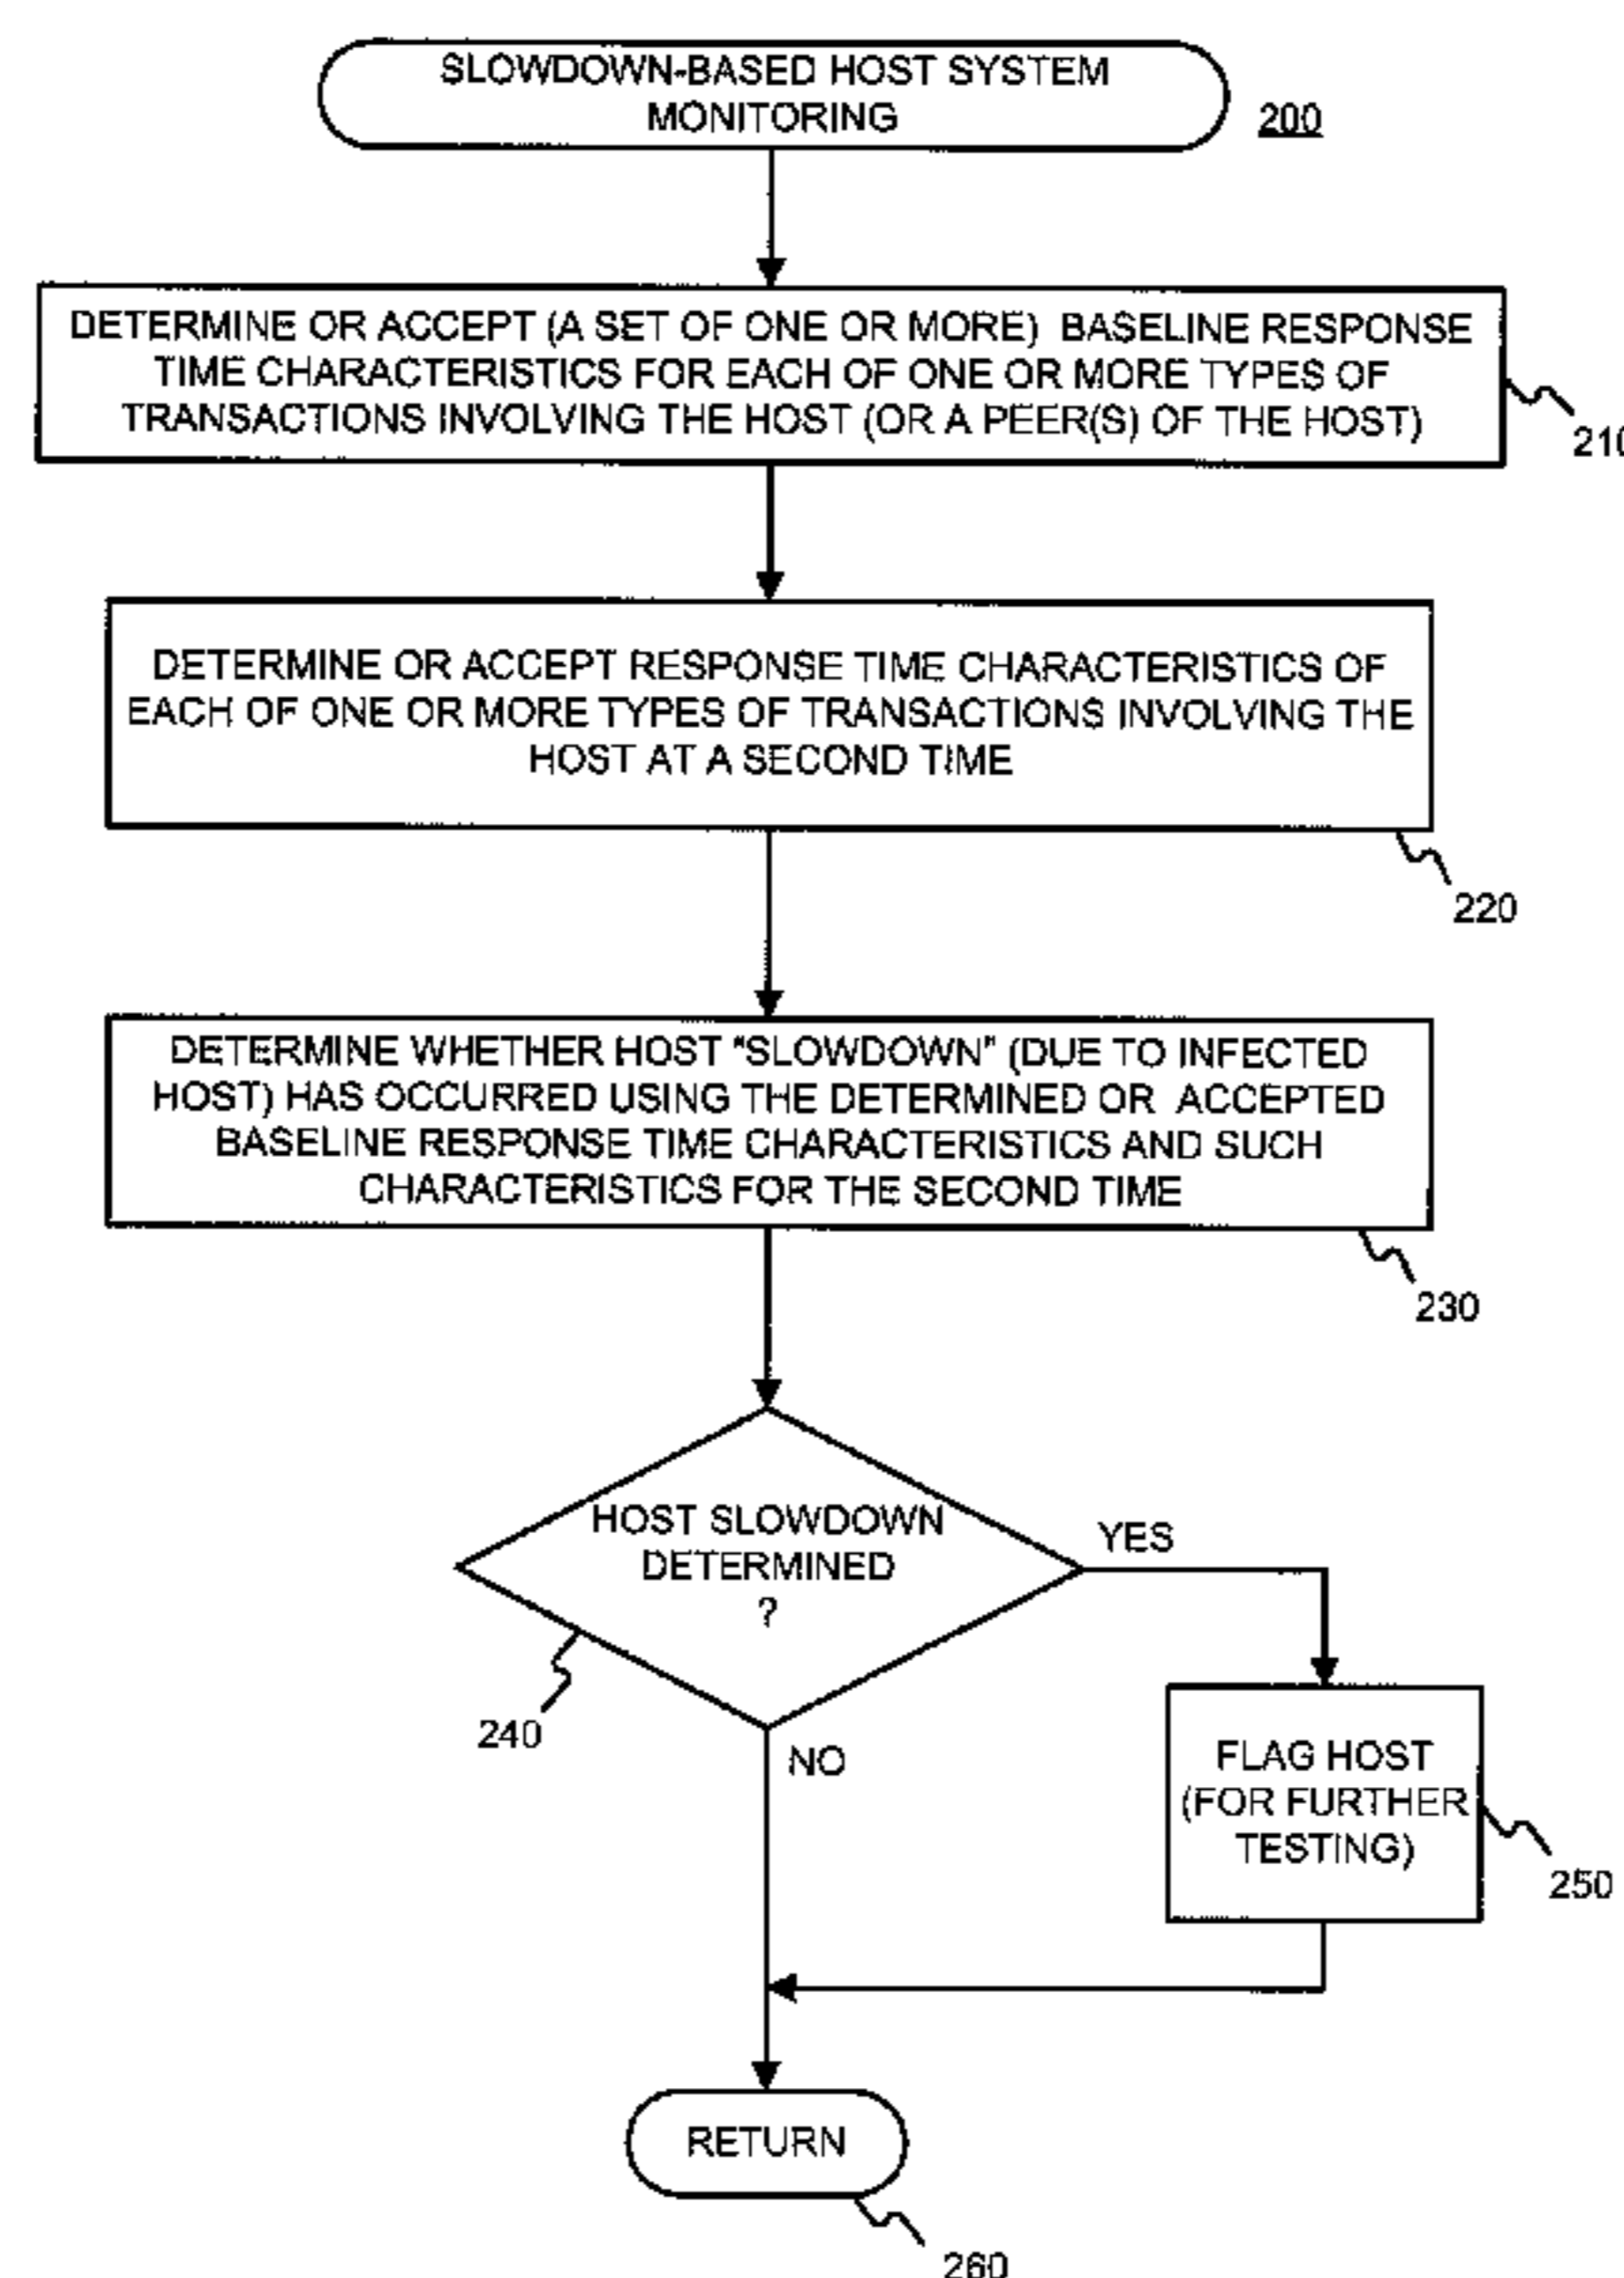 SLOWDOWN-BASED HOST SYSTEM
MONITORING
200
DETERMINE OR ACCEPT (A SET OF ONE OR MORE) BASELINE RESPONSE
TIME CHARACTERISTICS FOR EACH OF ONE OR MORE TYPES OF
TRANSACTIONS INVOLVING THE HOST (OR A PEER(S) OF THE HOST)
210
DETERMINE OR ACCEPT RESPONSE TIME CHARACTERISTICS OF
EACH OF ONE OR MORE TYPES OF TRANSACTIONS INVOLVING THE
HOST AT A SECOND TIME
220
DETERMINE WHETHER HOST "SLOWDOWN" (DUE TO INFECTED
HOST) HAS OCCURRED USING THE DETERMINED OR ACCEPTED
BASELINE RESPONSE TIME CHARACTERISTICS AND SUCH
CHARACTERISTICS FOR THE SECOND TIME
230
HOST SLOWDOWN
DETERMINED
?
YES
240
NO
FLAG HOST
(FOR FURTHER
TESTING)
250
RETURN
260